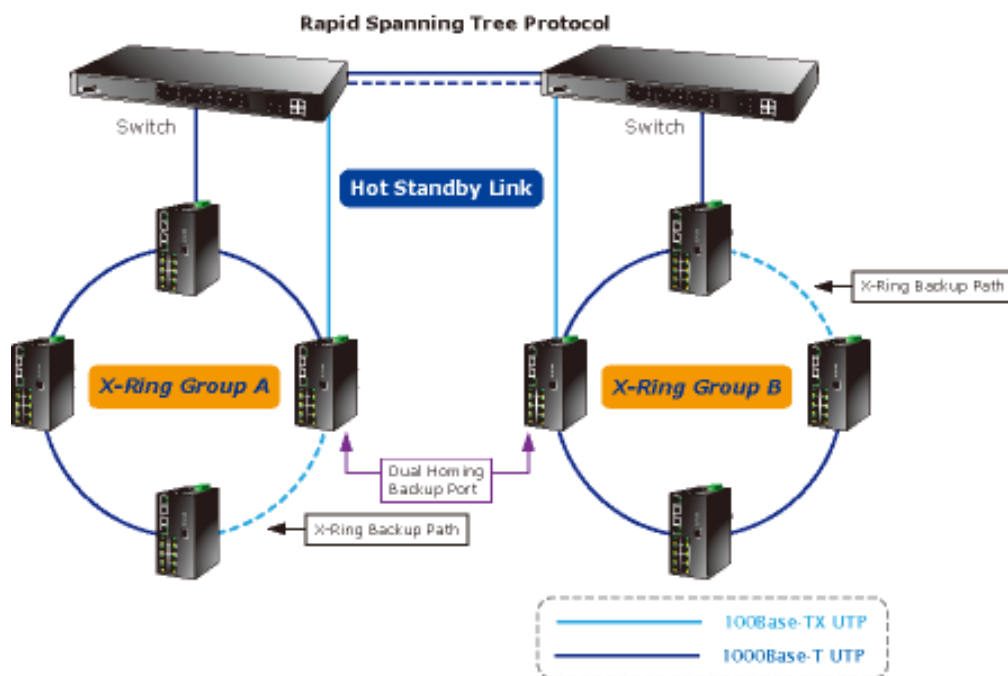 Rapid Spanning Tree Protocol
Switch
Switch
Hot Standby Link
X-Ring Backup Path
X-Ring Group A
X-Ring Group B
Dual Homing
Backup Port
X-Ring Backup Path
100Base-TX UTP
1000Base-T UTP